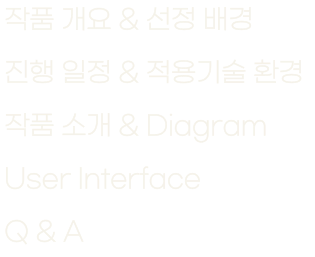 작품 개요 & 선정 배경
진행 일정 & 적용기술 환경
작품 소개 & Diagram
User Interface
Q & A